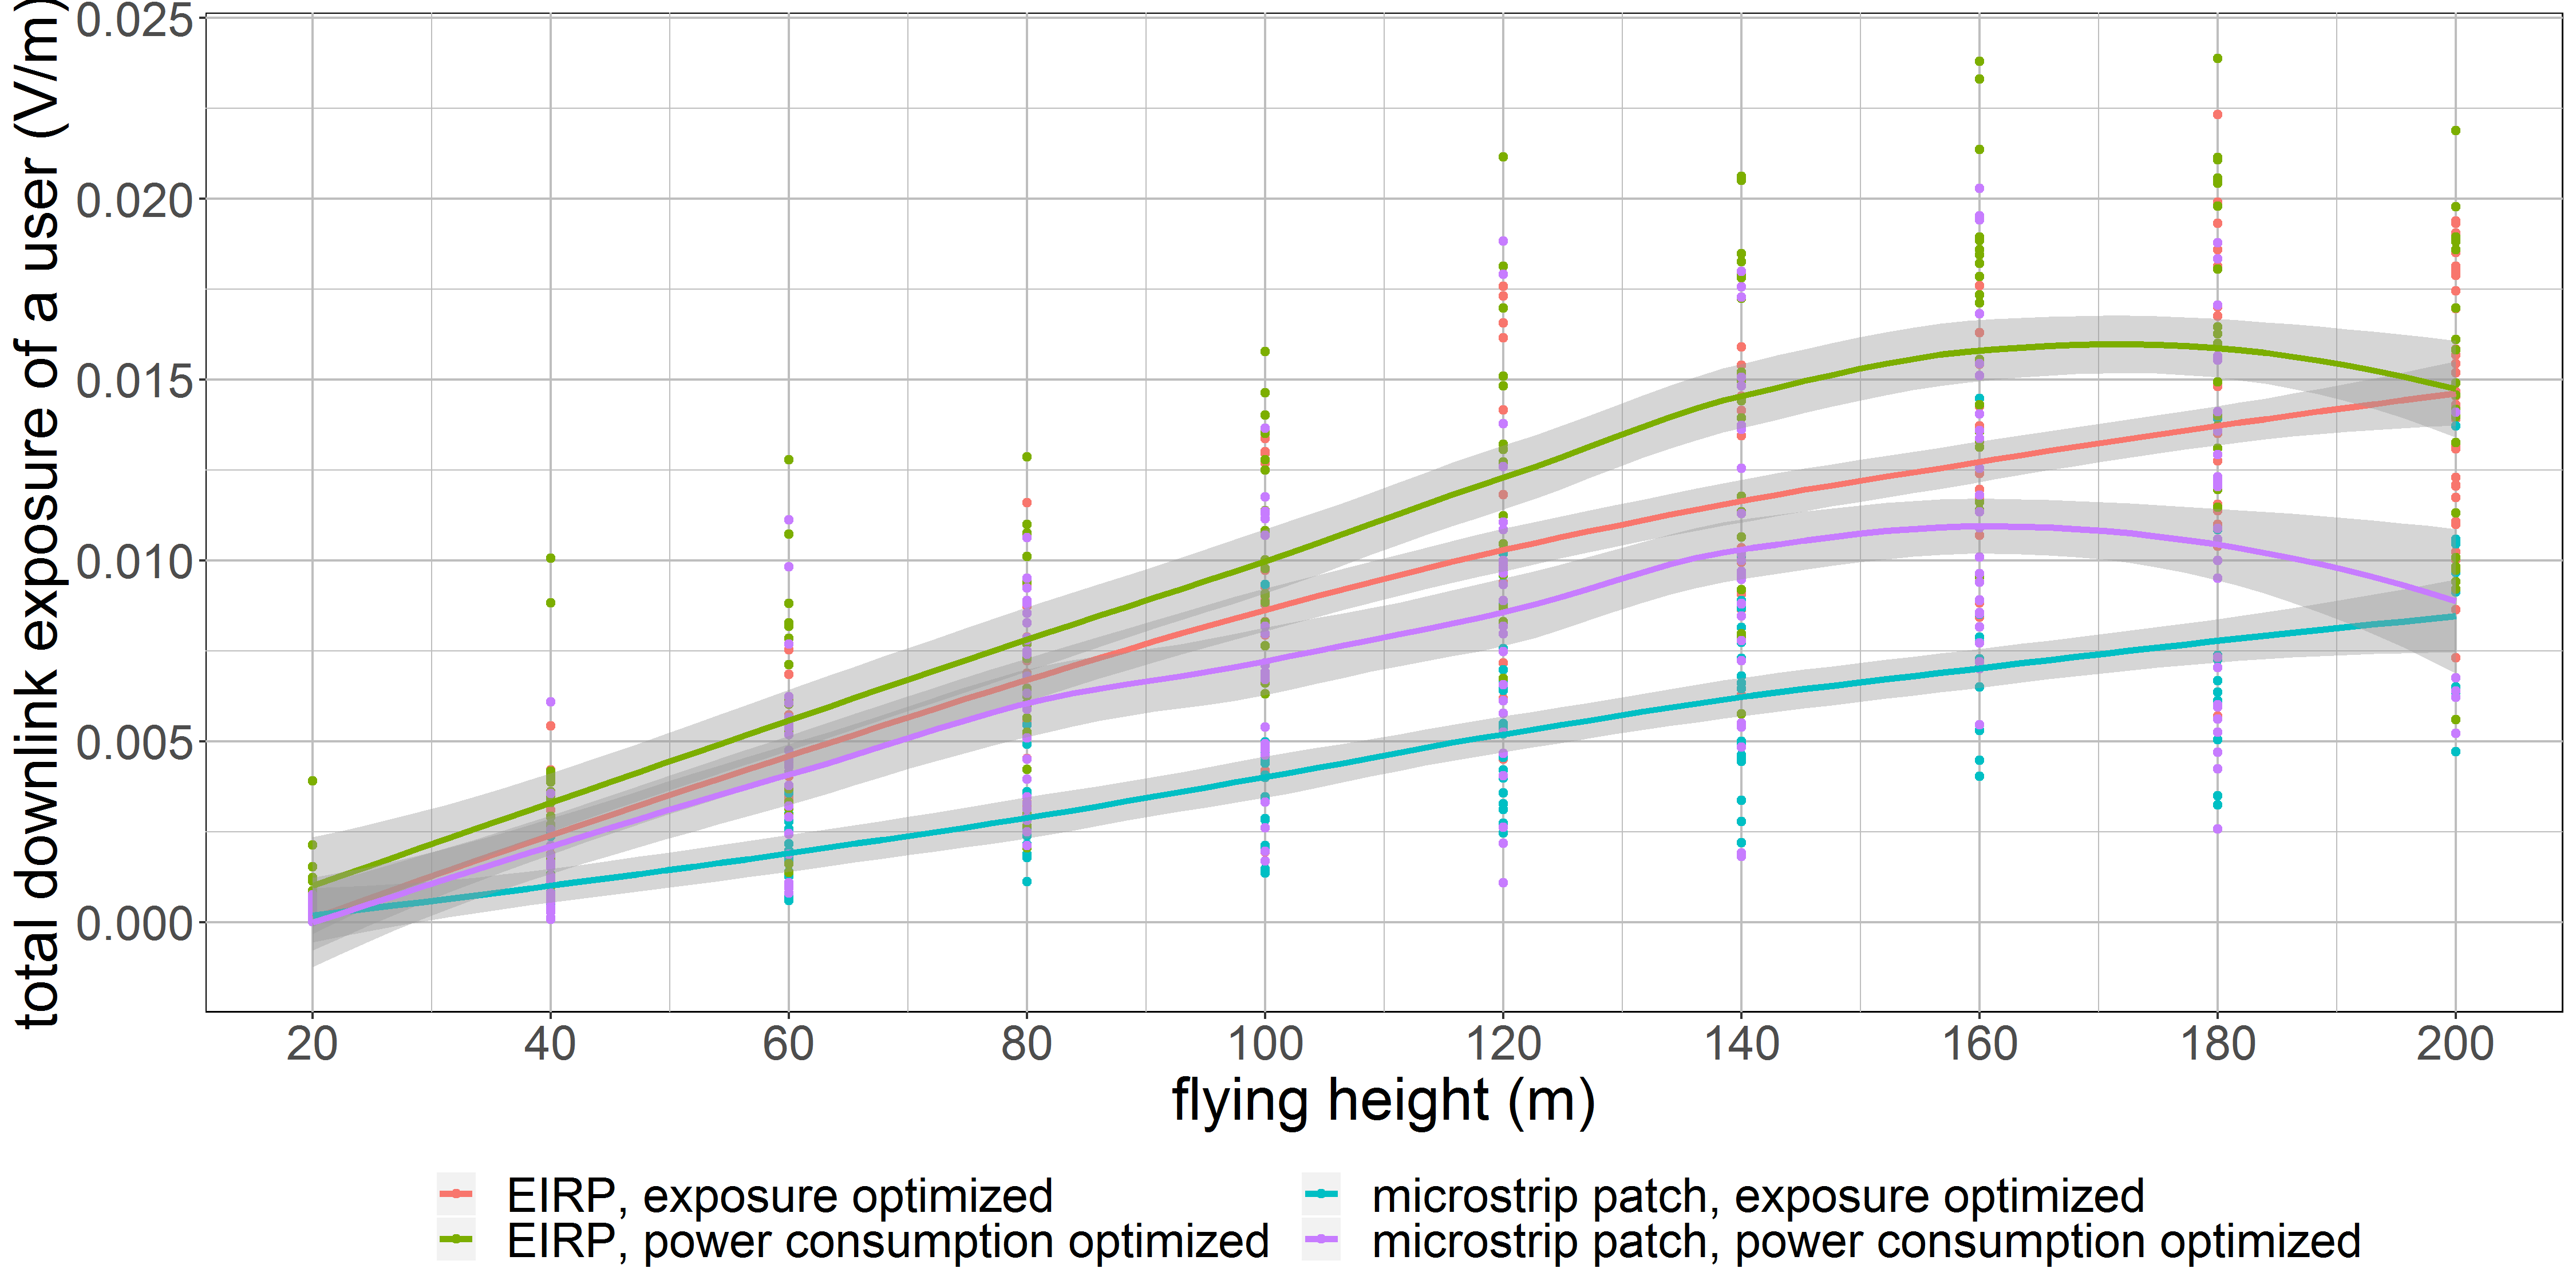 total downlink exposure of a user (V/m)
0.025
0.020
0.015
0.010
0.005
0.000
20 40 60 80 100 120 140 160 180 200
flying height (m)
EIRP, exposure optimized microstrip patch, exposure optimized
EIRP, power consumption optimized microstrip patch, power consumption optimized